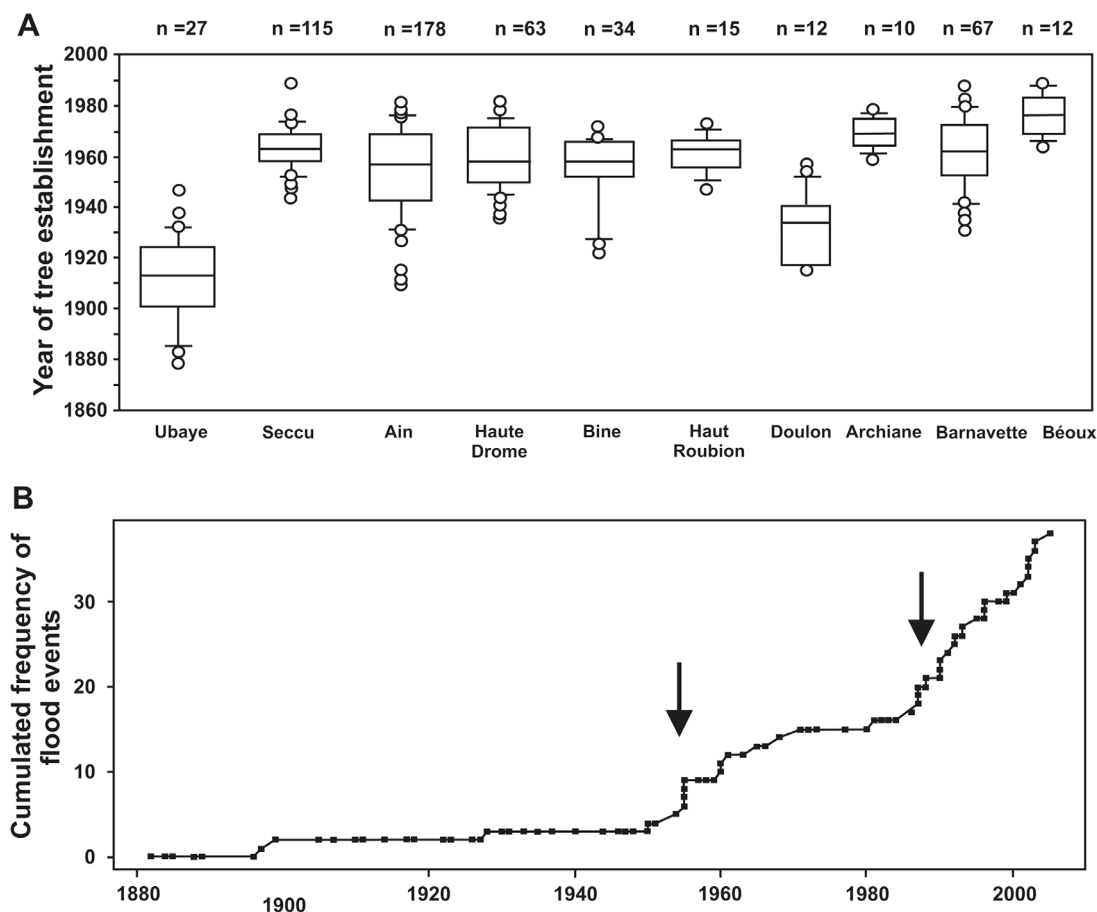 A
n =27 n =115 n =178 n =63 n =34 n =15 n =12 n =10 n =67 n =12
Year of tree establishment
2000
1980
1960
1940
1920
1900
1880
1860
Ubaye Seccu Ain Haute Drome Bine Haut Roubion Doulon Archiane Barnavette Béoux
B
Cumulated frequency of
flood events
30
20
10
0
1880 1900 1920 1940 1960 1980 2000